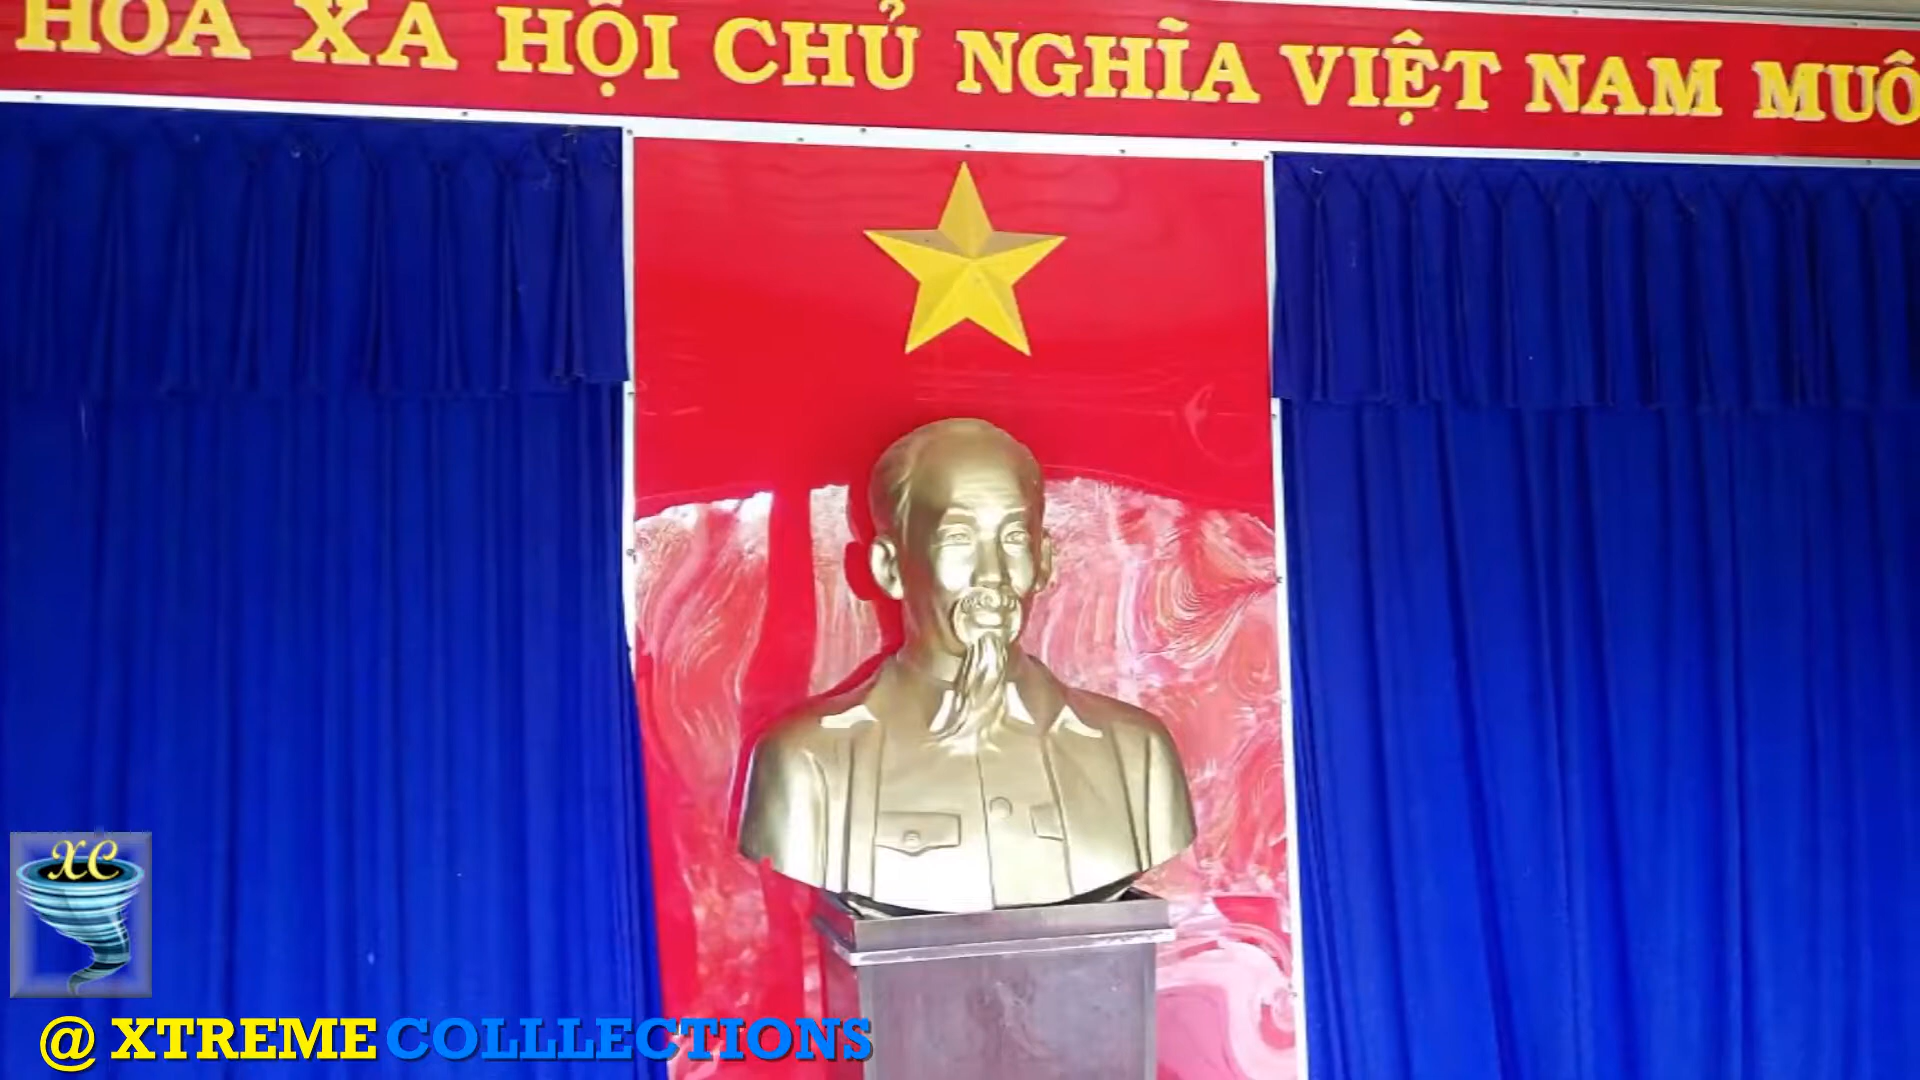 HÒA XÃ HỘI CHỦ NGHĨA VIỆT NAM MUÔ
XC
@ XTREME COLLLECTIONS